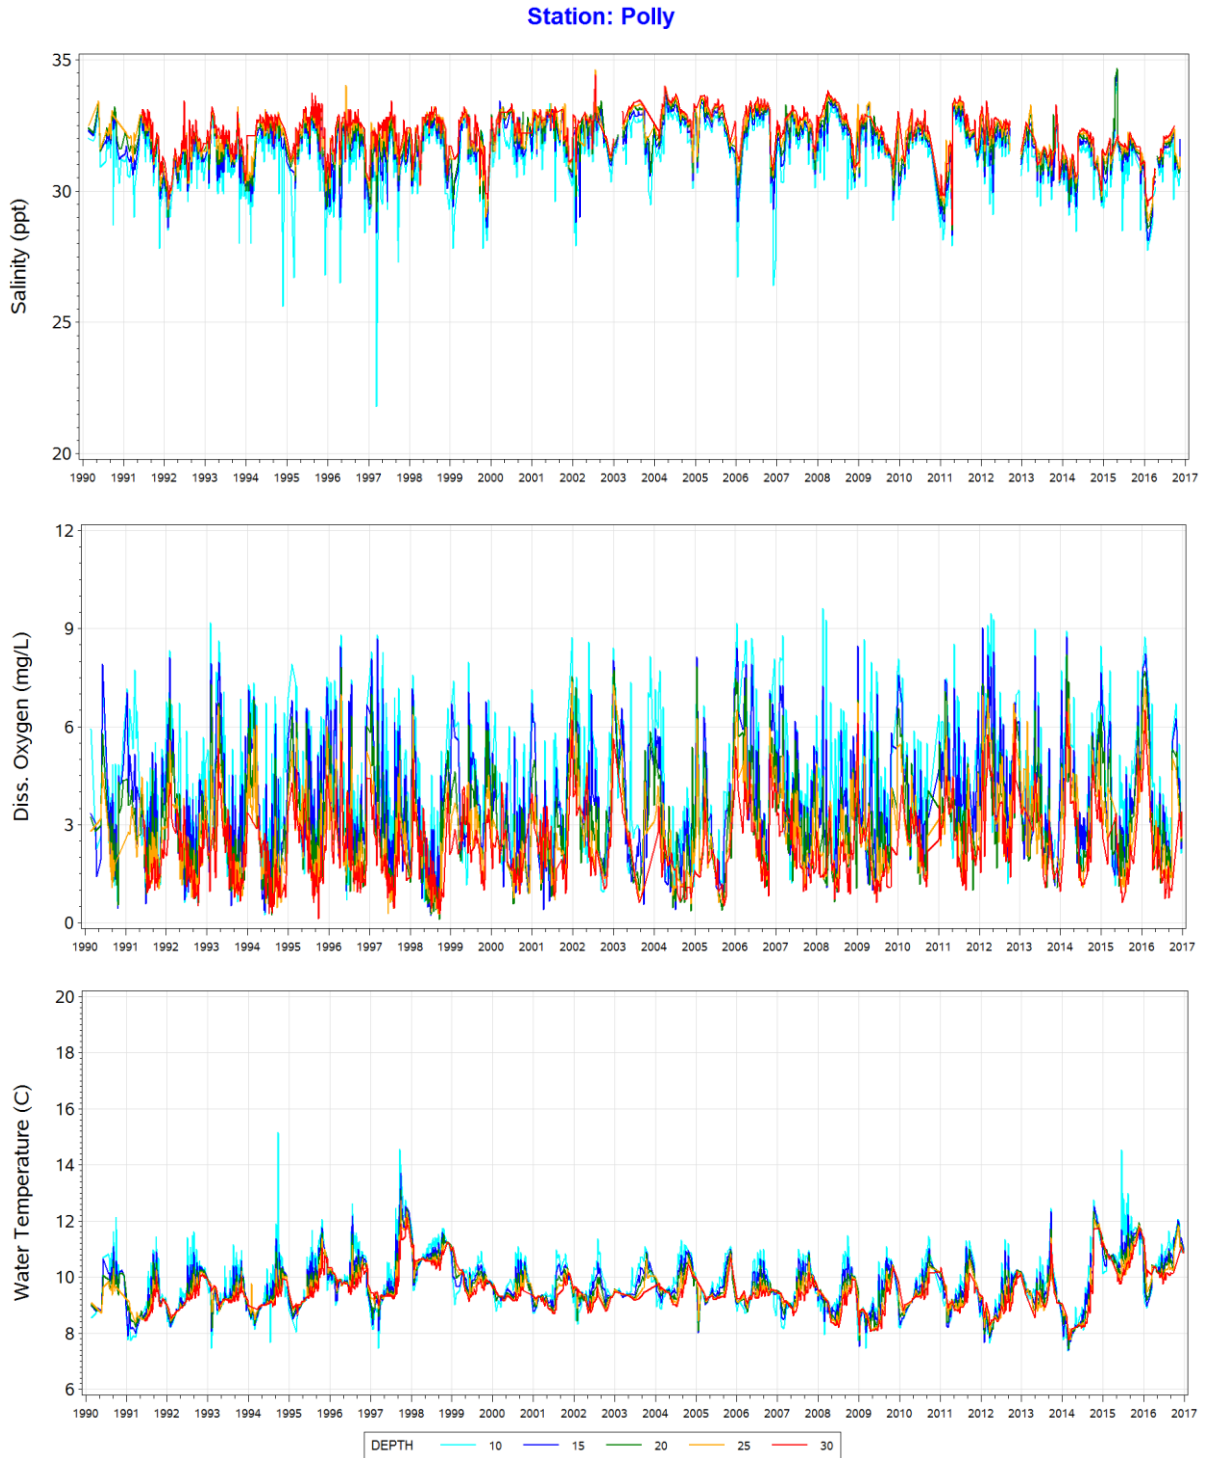 Station: Polly
Salinity (ppt)
35
30
25
20
1990 1991 1992 1993 1994 1995 1996 1997 1998 1999 2000 2001 2002 2003 2004 2005 2006 2007 2008 2009 2010 2011 2012 2013 2014 2015 2016 2017
Diss. Oxygen (mg/L)
12
9
6
3
0
1990 1991 1992 1993 1994 1995 1996 1997 1998 1999 2000 2001 2002 2003 2004 2005 2006 2007 2008 2009 2010 2011 2012 2013 2014 2015 2016 2017
Water Temperature (C)
20
18
16
14
12
10
8
6
1990 1991 1992 1993 1994 1995 1996 1997 1998 1999 2000 2001 2002 2003 2004 2005 2006 2007 2008 2009 2010 2011 2012 2013 2014 2015 2016 2017
DEPTH 10 15 20 25 30